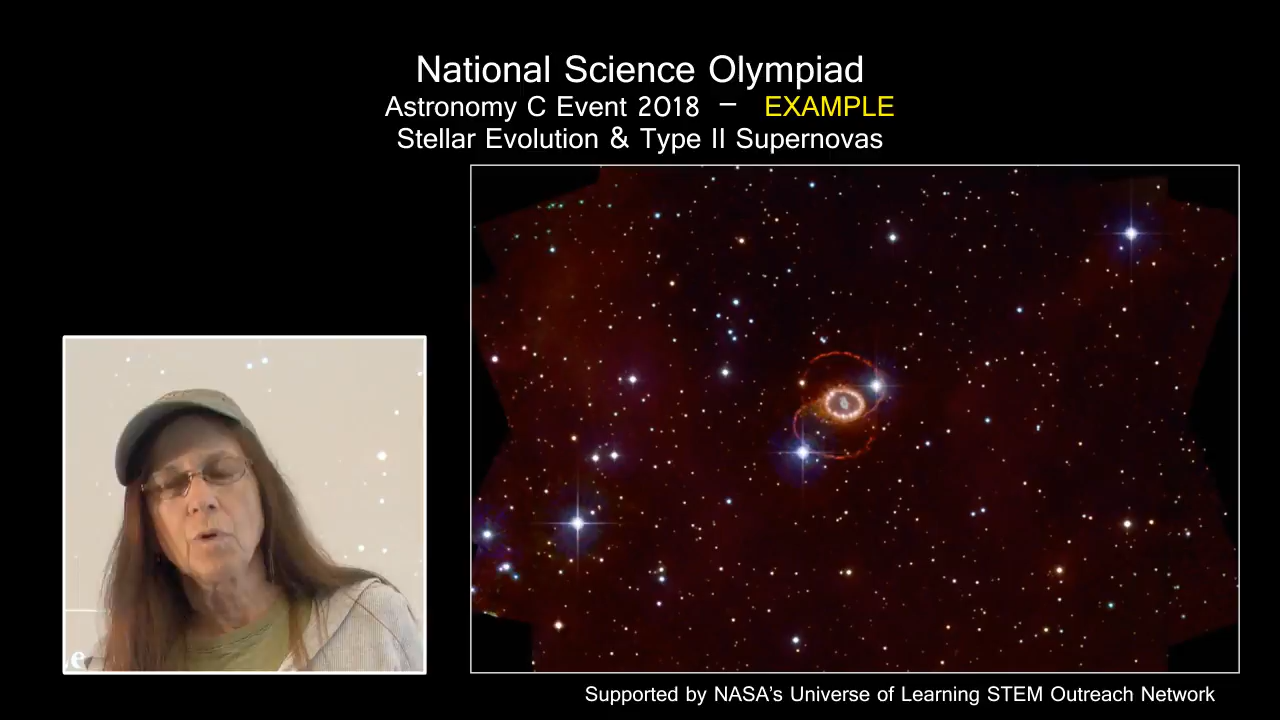 National Science Olympiad
Astronomy C Event 2018 – EXAMPLE
Stellar Evolution & Type II Supernovas
e
Supported by NASA's Universe of Learning STEM Outreach Network